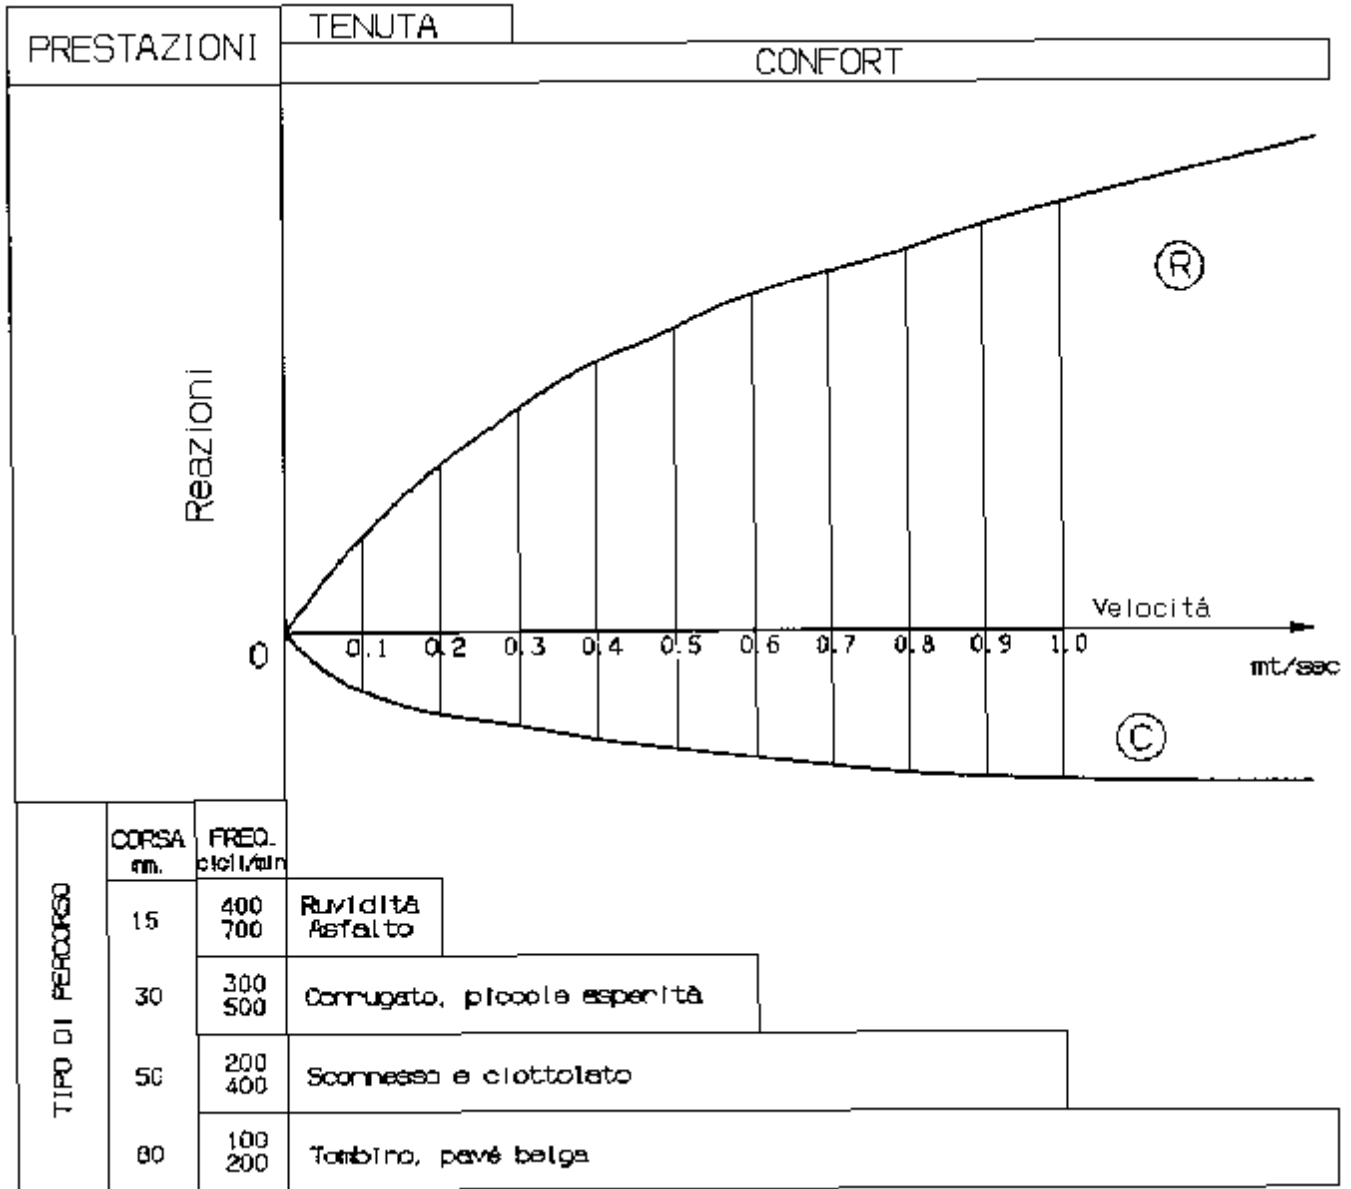 PRESTAZIONI
TENUTA
CONFORT
Reazioni
R
Velocitá
0
0.1 0.2 0.3 0.4 0.5 0.6 0.7 0.8 0.9 1.0
mt/sec
C
TIPO DI PERCORSO
CORSA
mm.
FREQ.
cicli/min
15
400
700
Ruvidità
Asfalto
30
300
500
Corrugato, piccole asperità
50
200
400
Sconnesso e ciottolato
80
100
200
Tombino, pavé belga